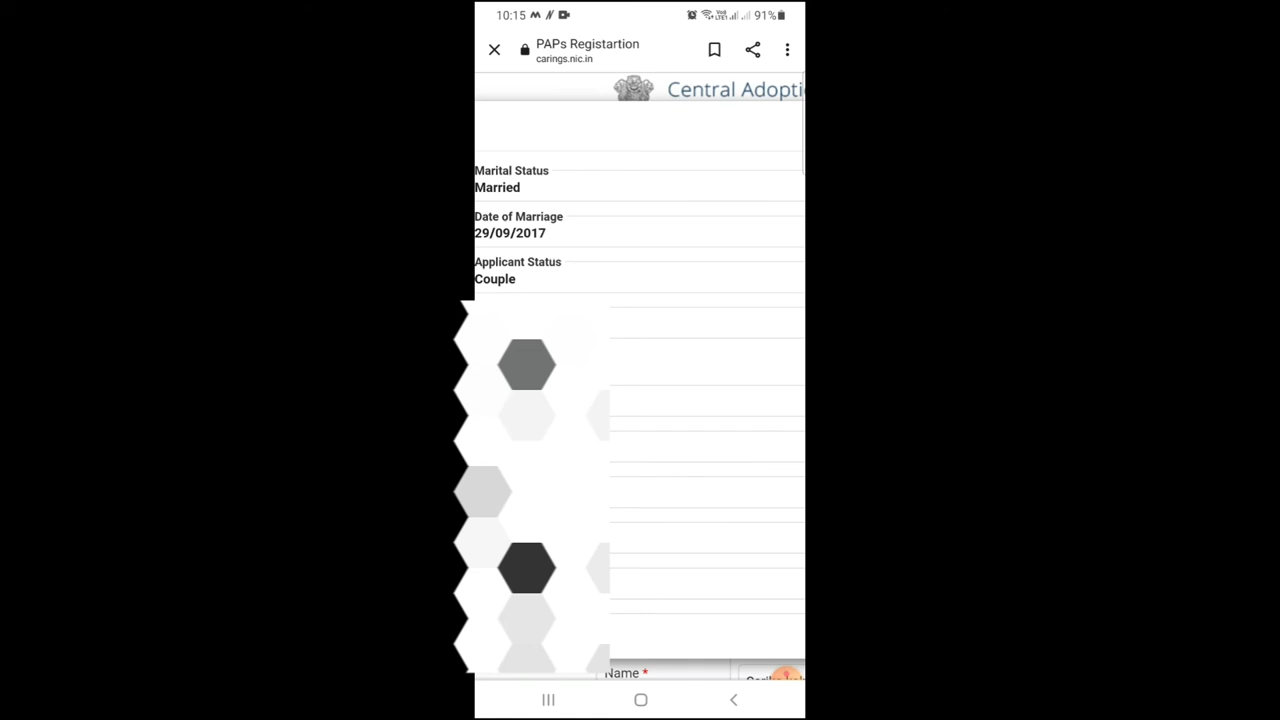 10:15
91%
PAPs Registartion
carings.nic.in
Central Adopti
Marital Status
Married
Date of Marriage
29/09/2017
Applicant Status
Couple
Name *